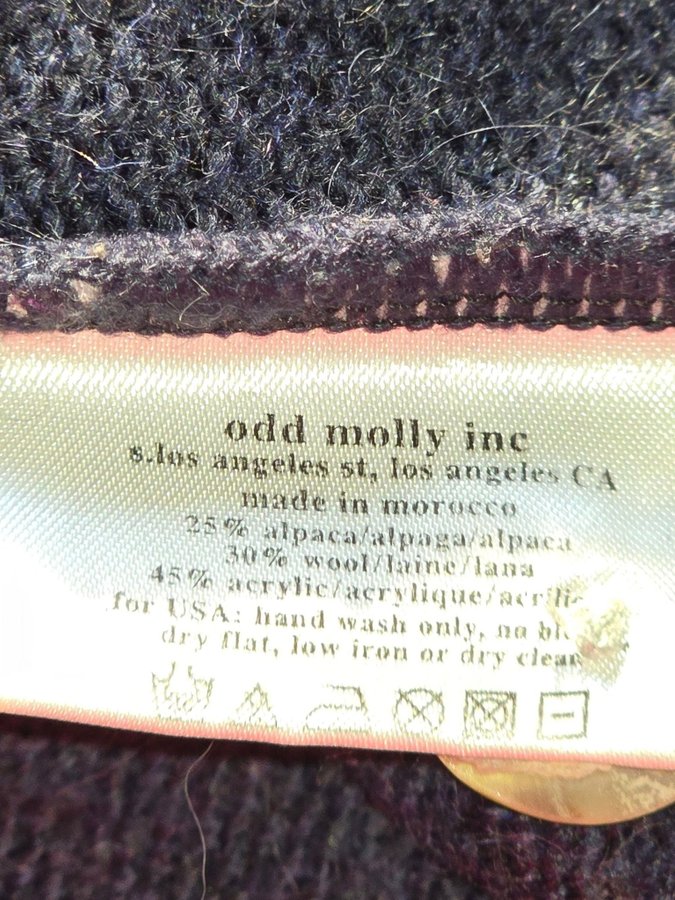 odd molly inc
s.los angeles st, los angeles CA
made in morocco
25% alpaca/alpaga/alpaca
30% wool/laine/lana
45% acrylic/acrylique/
for USA: hand wash only, no
dry flat, low iron or dry clean